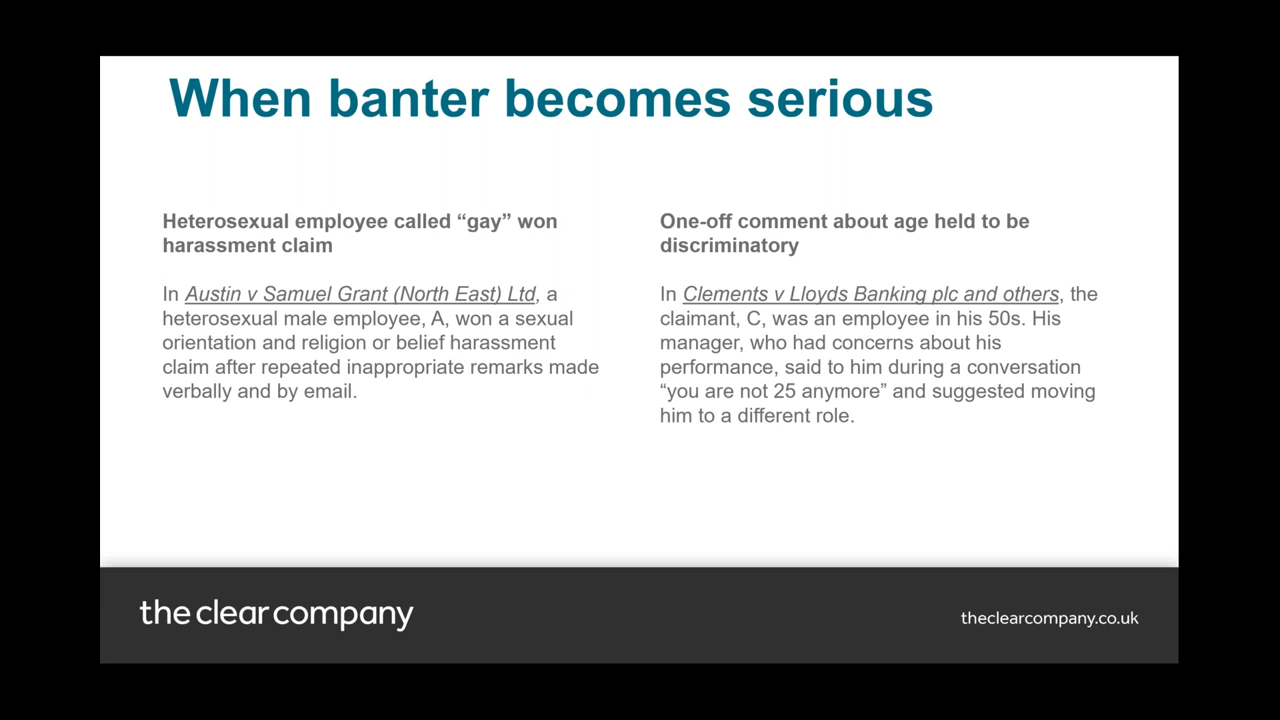 When banter becomes serious
Heterosexual employee called “gay” won
harassment claim
In Austin v Samuel Grant (North East) Ltd, a
heterosexual male employee, A, won a sexual
orientation and religion or belief harassment
claim after repeated inappropriate remarks made
verbally and by email.
One-off comment about age held to be
discriminatory
In Clements v Lloyds Banking plc and others, the
claimant, C, was an employee in his 50s. His
manager, who had concerns about his
performance, said to him during a conversation
“you are not 25 anymore” and suggested moving
him to a different role.
the clear company
theclearcompany.co.uk